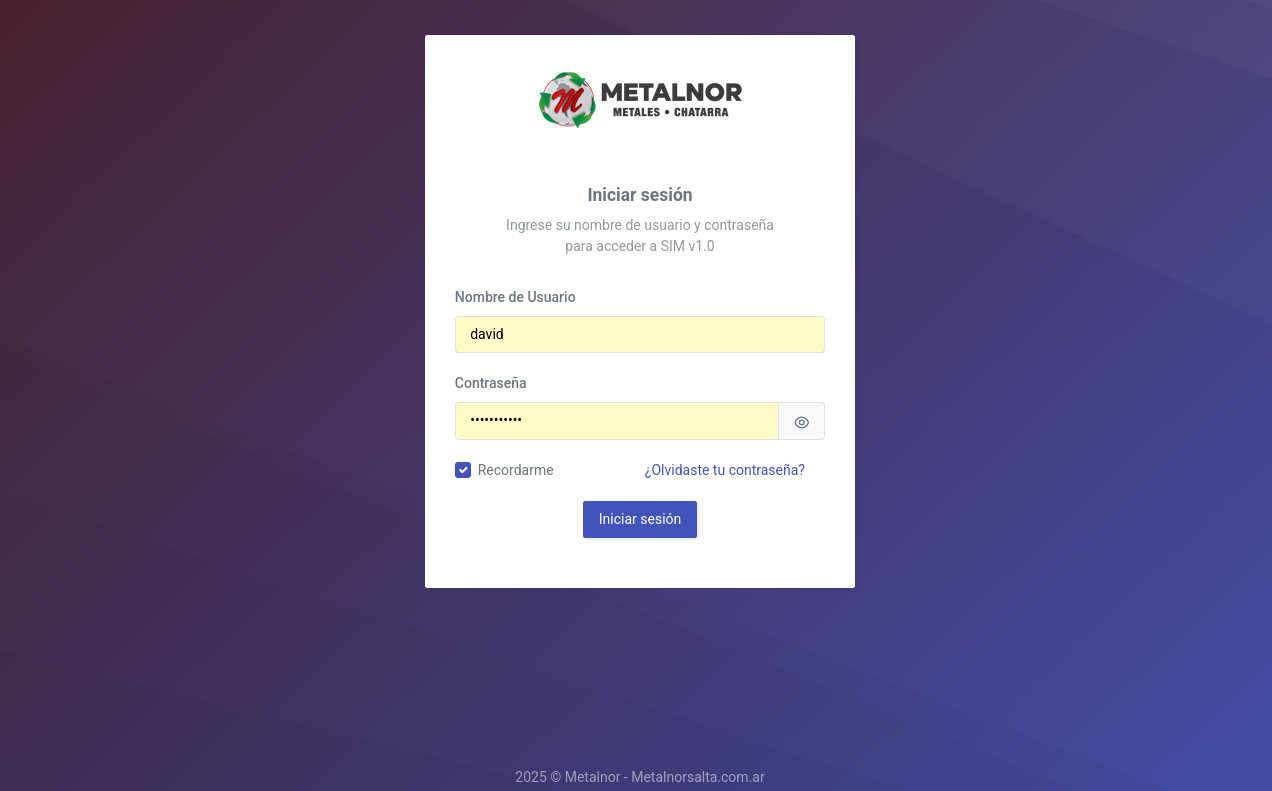 METALNOR
METALES • CHATARRA
Iniciar sesión
Ingrese su nombre de usuario y contraseña
para acceder a SIM v1.0
Nombre de Usuario
david
Contraseña
•••••••••••
Recordarme
¿Olvidaste tu contraseña?
Iniciar sesión
2025 © Metalnor - Metalnorsalta.com.ar